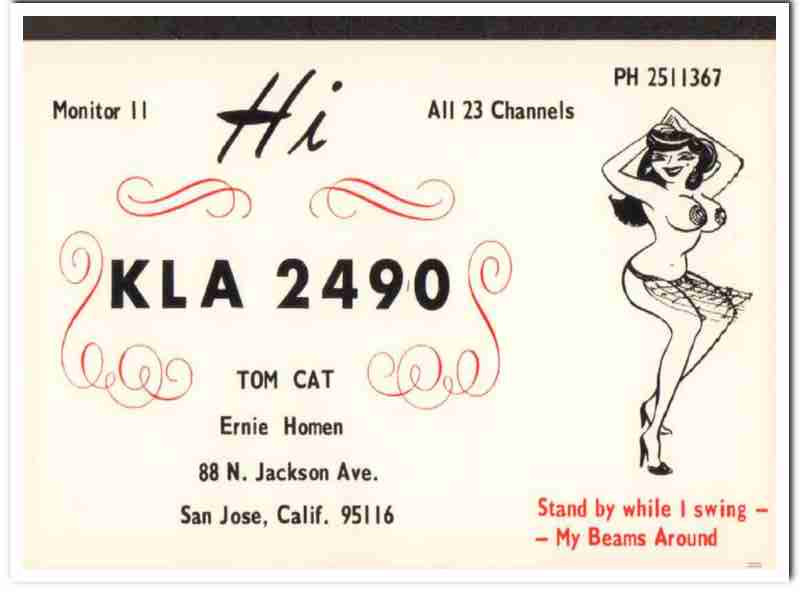 PH 2511367
Monitor 11
Hi
All 23 Channels
KLA 2490
TOM CAT
Ernie Homen
88 N. Jackson Ave.
San Jose, Calif. 95116
Stand by while I swing –
– My Beams Around